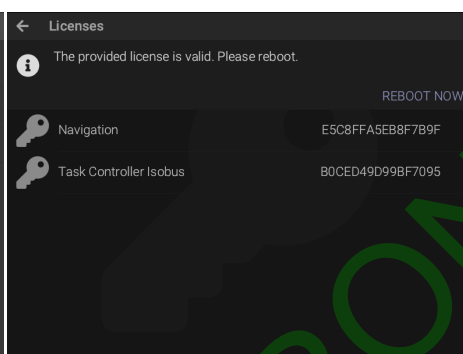 Licenses
The provided license is valid. Please reboot.
REBOOT NOW
Navigation E5C8FFA5EB8F7B9F
Task Controller Isobus B0CED49D99BF7095